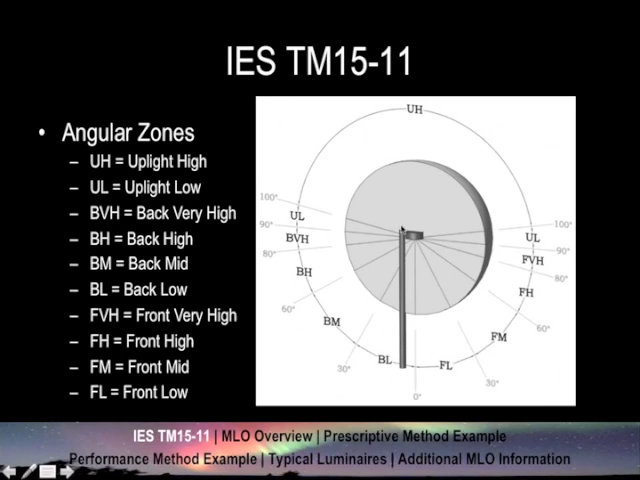 IES TM15-11
• Angular Zones
– UH = Uplight High
– UL = Uplight Low
– BVH = Back Very High
– BH = Back High
– BM = Back Mid
– BL = Back Low
– FVH = Front Very High
– FH = Front High
– FM = Front Mid
– FL = Front Low
UH
100°
100°
UL
UL
90°
90°
BVH
FVH
80°
80°
BH
FH
60°
60°
BM
FM
BL
FL
30°
30°
0°
IES TM15-11 | MLO Overview | Prescriptive Method Example
Performance Method Example | Typical Luminaires | Additional MLO Information